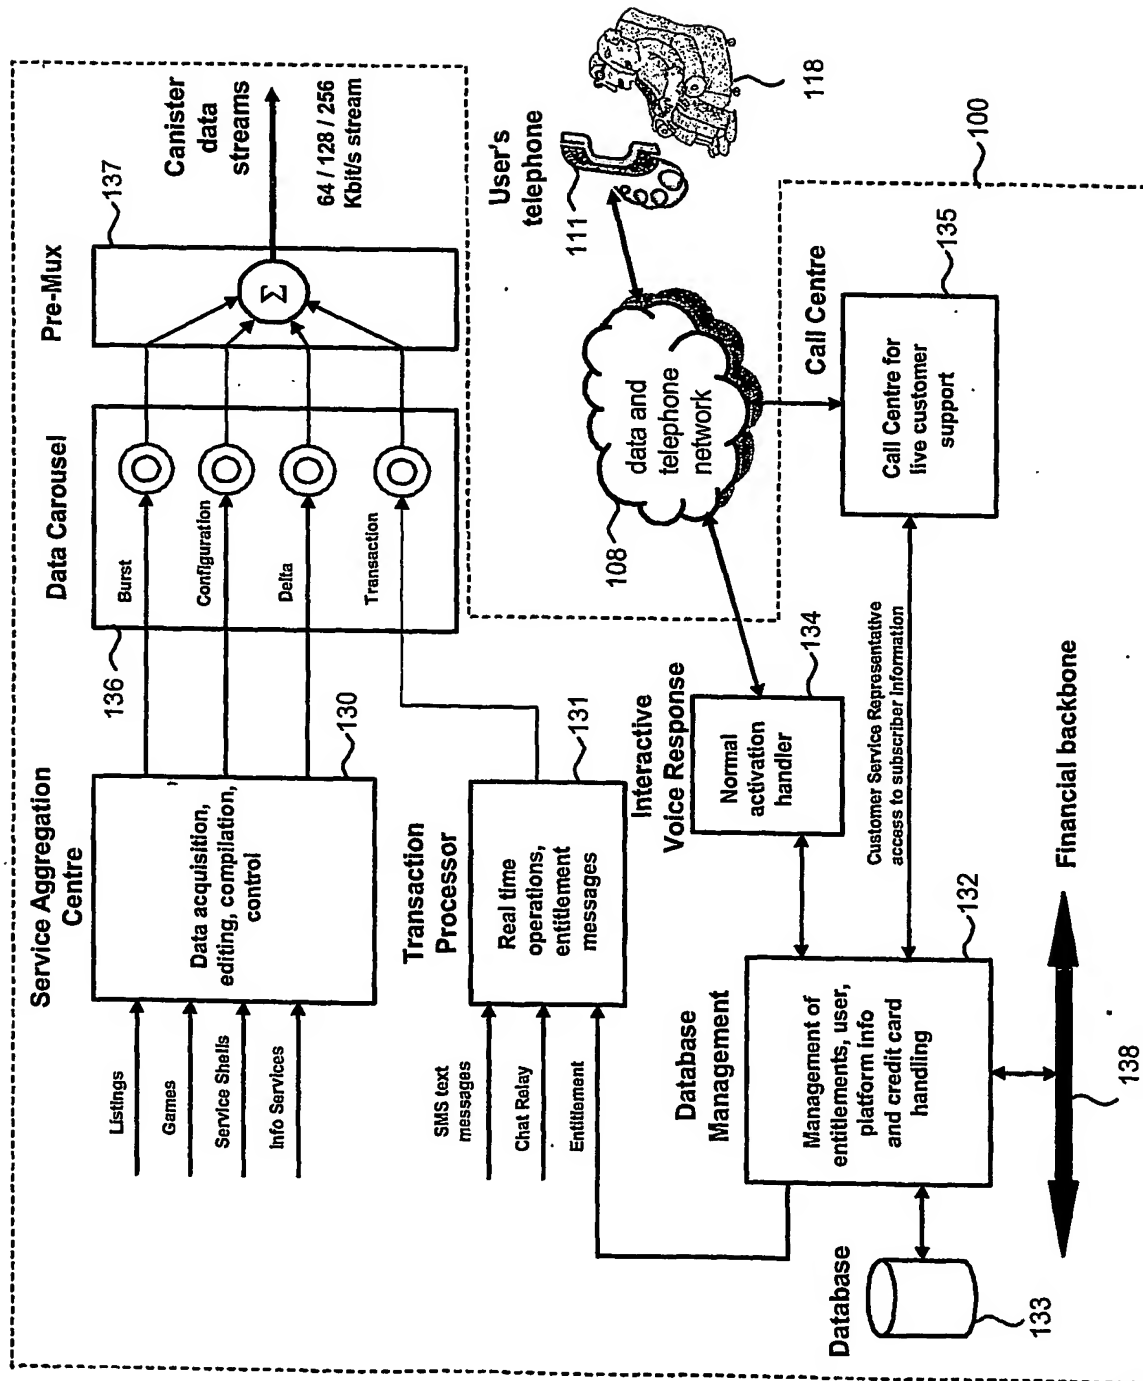 Service Aggregation
Centre
Listings
Games
Service Shells
Info Services
Data acquisition,
editing, compilation,
control
130
Data Carousel
136
Burst
Configuration
Delta
Transaction
Pre-Mux
137
Σ
Canister
data
streams
64 / 128 / 256
Kbit/s stream
Transaction
Processor
SMS text
messages
Chat Relay
Entitlement
Real time
operations,
entitlement
messages
131
User's
telephone
111
118
data and
telephone
network
108
Interactive
Voice Response
Normal
activation
handler
134
Database
Management
Management of
entitlements, user,
platform info
and credit card
handling
132
Database
133
Customer Service Representative
access to subscriber information
Call Centre
Call Centre for
live customer
support
135
100
Financial backbone
138